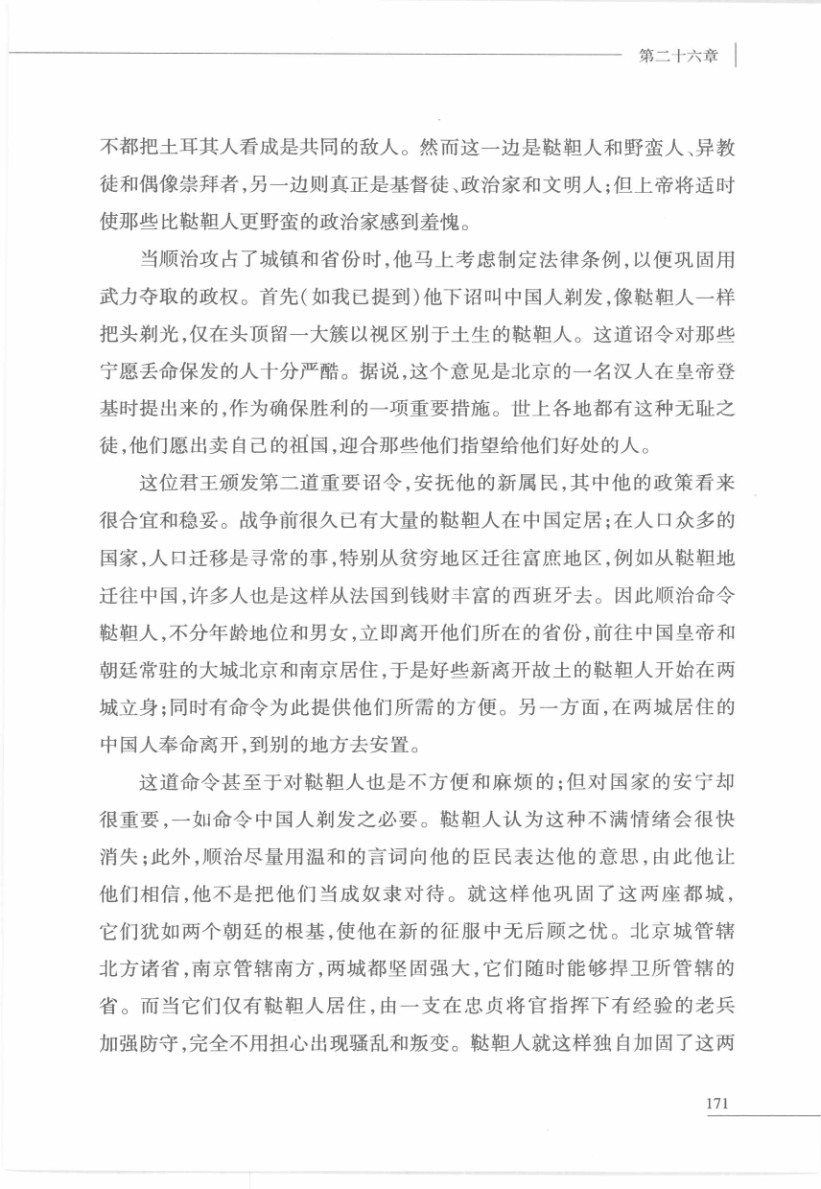 第二十六章
不都把土耳其人看成是共同的敌人。然而这一边是鞑靼人和野蛮人、异教
徒和偶像崇拜者,另一边则真正是基督徒、政治家和文明人;但上帝将适时
使那些比鞑靼人更野蛮的政治家感到羞愧。
当顺治攻占了城镇和省份时,他马上考虑制定法律条例,以便巩固用
武力夺取的政权。首先(如我已提到)他下诏叫中国人剃发,像鞑靼人一样
把头剃光,仅在头顶留一大簇以视区别于土生的鞑靼人。这道诏令对那些
宁愿丢命保发的人十分严酷。据说,这个意见是北京的一名汉人在皇帝登
基时提出来的,作为确保胜利的一项重要措施。世上各地都有这种无耻之
徒,他们愿出卖自己的祖国,迎合那些他们指望给他们好处的人。
这位君王颁发第二道重要诏令,安抚他的新属民,其中他的政策看来
很合宜和稳妥。战争前很久已有大量的鞑靼人在中国定居;在人口众多的
国家,人口迁移是寻常的事,特别从贫穷地区迁往富庶地区,例如从鞑靼地
迁往中国,许多人也是这样从法国到钱财丰富的西班牙去。因此顺治命令
鞑靼人,不分年龄地位和男女,立即离开他们所在的省份,前往中国皇帝和
朝廷常驻的大城北京和南京居住,于是好些新离开故土的鞑靼人开始在两
城立身;同时有命令为此提供他们所需的方便。另一方面,在两城居住的
中国人奉命离开,到别的地方去安置。
这道命令甚至于对鞑靼人也是不方便和麻烦的;但对国家的安宁却
很重要,一如命令中国人剃发之必要。鞑靼人认为这种不满情绪会很快
消失;此外,顺治尽量用温和的言词向他的臣民表达他的意思,由此他让
他们相信,他不是把他们当成奴隶对待。就这样他巩固了这两座都城,
它们犹如两个朝廷的根基,使他在新的征服中无后顾之忧。北京城管辖
北方诸省,南京管辖南方,两城都坚固强大,它们随时能够捍卫所管辖的
省。而当它们仅有鞑靼人居住,由一支在忠贞将官指挥下有经验的老兵
加强防守,完全不用担心出现骚乱和叛变。鞑靼人就这样独自加固了这两
171